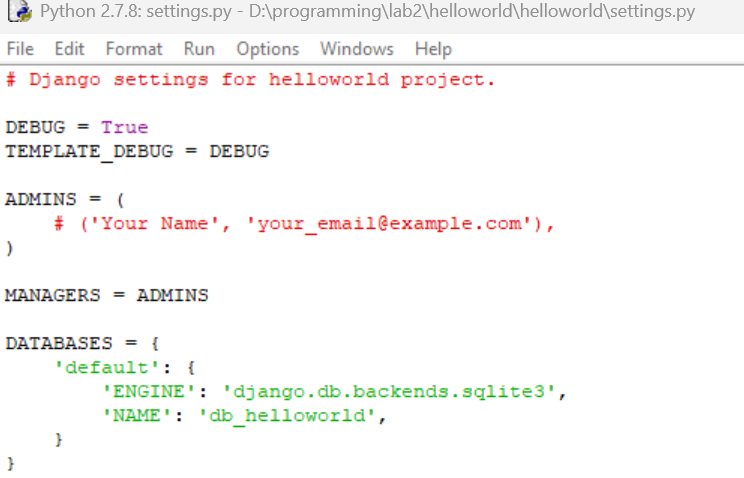 Python 2.7.8: settings.py - D:\programming\lab2\helloworld\helloworld\settings.py
File Edit Format Run Options Windows Help
# Django settings for helloworld project.
DEBUG = True
TEMPLATE_DEBUG = DEBUG
ADMINS = (
    # ('Your Name', 'your_email@example.com'),
)
MANAGERS = ADMINS
DATABASES = {
    'default': {
        'ENGINE': 'django.db.backends.sqlite3',
        'NAME': 'db_helloworld',
    }
}